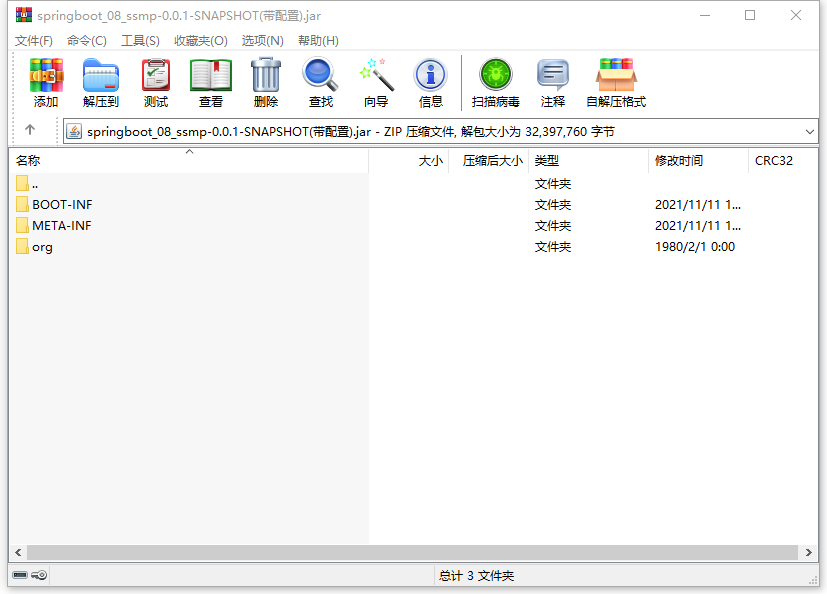 springboot_08_ssmp-0.0.1-SNAPSHOT(带配置).jar
文件(F) 命令(C) 工具(S) 收藏夹(O) 选项(N) 帮助(H)
添加 解压到 测试 查看 删除 查找 向导 信息 扫描病毒 注释 自解压格式
springboot_08_ssmp-0.0.1-SNAPSHOT(带配置).jar - ZIP 压缩文件, 解包大小为 32,397,760 字节
名称 大小 压缩后大小 类型 修改时间 CRC32
.. 文件夹
BOOT-INF 文件夹 2021/11/11 1...
META-INF 文件夹 2021/11/11 1...
org 文件夹 1980/2/1 0:00
总计 3 文件夹